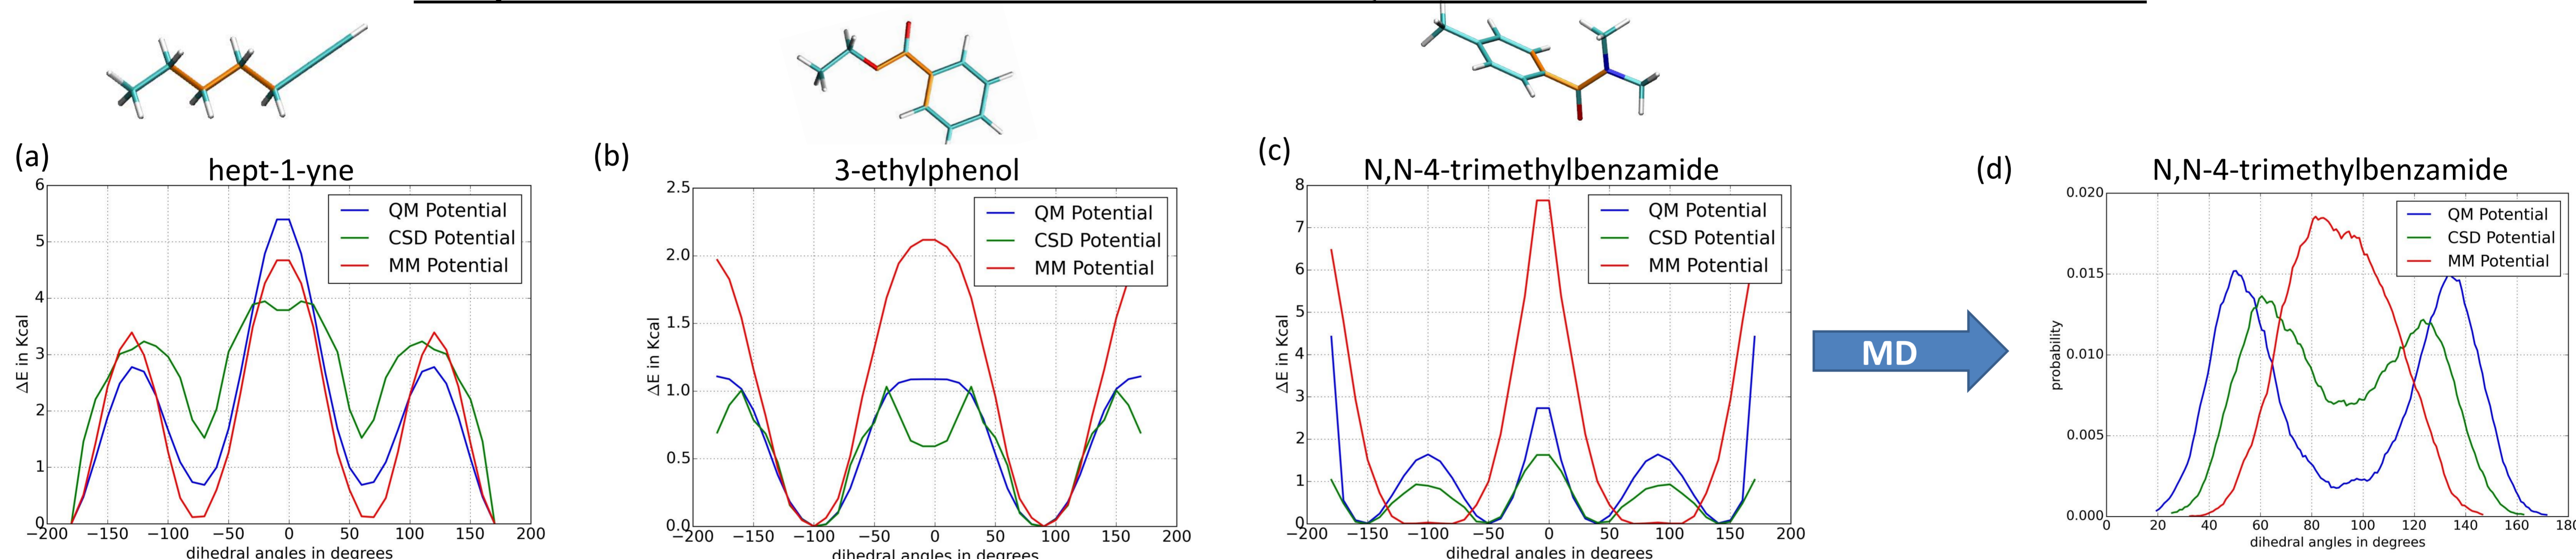 (a)
hept-1-yne
QM Potential
CSD Potential
MM Potential
ΔE in Kcal
6
5
4
3
2
1
0
−200 −150 −100 −50 0 50 100 150 200
dihedral angles in degrees
(b)
3-ethylphenol
QM Potential
CSD Potential
MM Potential
ΔE in Kcal
2.5
2.0
1.5
1.0
0.5
0.0
−200 −150 −100 −50 0 50 100 150 200
dihedral angles in degrees
(c)
N,N-4-trimethylbenzamide
QM Potential
CSD Potential
MM Potential
ΔE in Kcal
8
7
6
5
4
3
2
1
0
−200 −150 −100 −50 0 50 100 150 200
dihedral angles in degrees
MD
(d)
N,N-4-trimethylbenzamide
QM Potential
CSD Potential
MM Potential
probability
0.020
0.015
0.010
0.005
0.000
0 20 40 60 80 100 120 140 160 180
dihedral angles in degrees